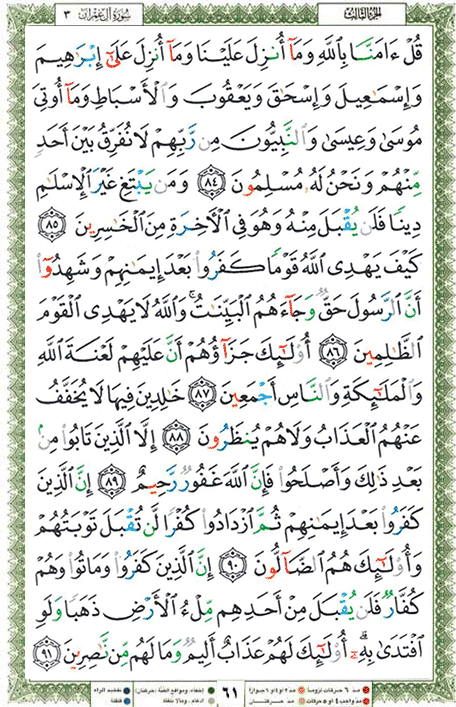 الجزء الثالث
سورة آل عمران ٣
قُلْ ءَامَنَّا بِٱللَّهِ وَمَآ أُنزِلَ عَلَيْنَا وَمَآ أُنزِلَ عَلَىٰٓ إِبْرَٰهِيمَ
وَإِسْمَٰعِيلَ وَإِسْحَٰقَ وَيَعْقُوبَ وَٱلْأَسْبَاطِ وَمَآ أُوتِىَ
مُوسَىٰ وَعِيسَىٰ وَٱلنَّبِيُّونَ مِن رَّبِّهِمْ لَا نُفَرِّقُ بَيْنَ أَحَدٍ
مِّنْهُمْ وَنَحْنُ لَهُۥ مُسْلِمُونَ ٨٤ وَمَن يَبْتَغِ غَيْرَ ٱلْإِسْلَٰمِ
دِينًا فَلَن يُقْبَلَ مِنْهُ وَهُوَ فِى ٱلْأَخِرَةِ مِنَ ٱلْخَٰسِرِينَ ٨٥
كَيْفَ يَهْدِى ٱللَّهُ قَوْمًا كَفَرُوا۟ بَعْدَ إِيمَٰنِهِمْ وَشَهِدُوٓا۟
أَنَّ ٱلرَّسُولَ حَقٌّ وَجَآءَهُمُ ٱلْبَيِّنَٰتُ ۚ وَٱللَّهُ لَا يَهْدِى ٱلْقَوْمَ
ٱلظَّٰلِمِينَ ٨٦ أُو۟لَٰٓئِكَ جَزَآؤُهُمْ أَنَّ عَلَيْهِمْ لَعْنَةَ ٱللَّهِ
وَٱلْمَلَٰٓئِكَةِ وَٱلنَّاسِ أَجْمَعِينَ ٨٧ خَٰلِدِينَ فِيهَا لَا يُخَفَّفُ
عَنْهُمُ ٱلْعَذَابُ وَلَا هُمْ يُنظَرُونَ ٨٨ إِلَّا ٱلَّذِينَ تَابُوا۟ مِنۢ
بَعْدِ ذَٰلِكَ وَأَصْلَحُوا۟ فَإِنَّ ٱللَّهَ غَفُورٌ رَّحِيمٌ ٨٩ إِنَّ ٱلَّذِينَ
كَفَرُوا۟ بَعْدَ إِيمَٰنِهِمْ ثُمَّ ٱزْدَادُوا۟ كُفْرًا لَّن تُقْبَلَ تَوْبَتُهُمْ
وَأُو۟لَٰٓئِكَ هُمُ ٱلضَّآلُّونَ ٩٠ إِنَّ ٱلَّذِينَ كَفَرُوا۟ وَمَاتُوا۟ وَهُمْ
كُفَّارٌ فَلَن يُقْبَلَ مِنْ أَحَدِهِم مِّلْءُ ٱلْأَرْضِ ذَهَبًا وَلَوِ
ٱفْتَدَىٰ بِهِۦٓ ۗ أُو۟لَٰٓئِكَ لَهُمْ عَذَابٌ أَلِيمٌ وَمَا لَهُم مِّن نَّٰصِرِينَ ٩١
مد ٦ حركات لزوماً مد ٢ أو ٤ أو ٦ جوازاً
مد واجب ٤ أو ٥ حركات مد حركتان
٦١
إخفاء، ومواقع الغنّة (حركتان) تفخيم الراء
إدغام، وما لا يلفظ قلقلة